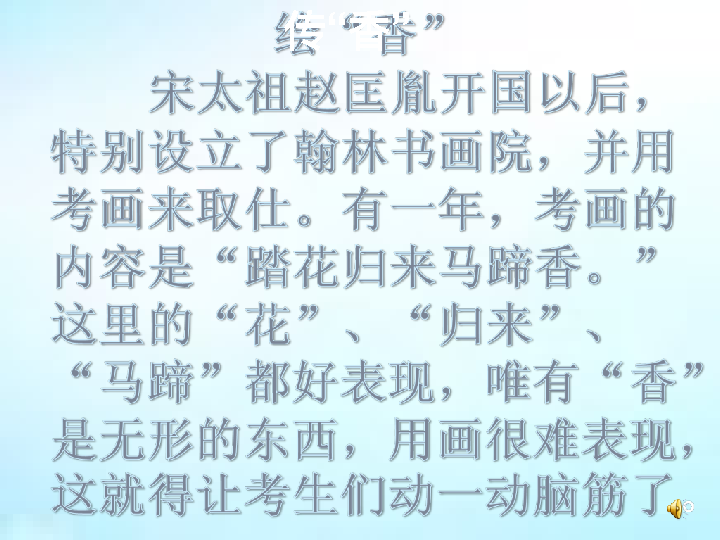 绘“香”
传“香”
宋太祖赵匡胤开国以后，
特别设立了翰林书画院，并用
考画来取仕。有一年，考画的
内容是“踏花归来马蹄香。”
这里的“花”、“归来”、
“马蹄”都好表现，唯有“香”
是无形的东西，用画很难表现，
这就得让考生们动一动脑筋了